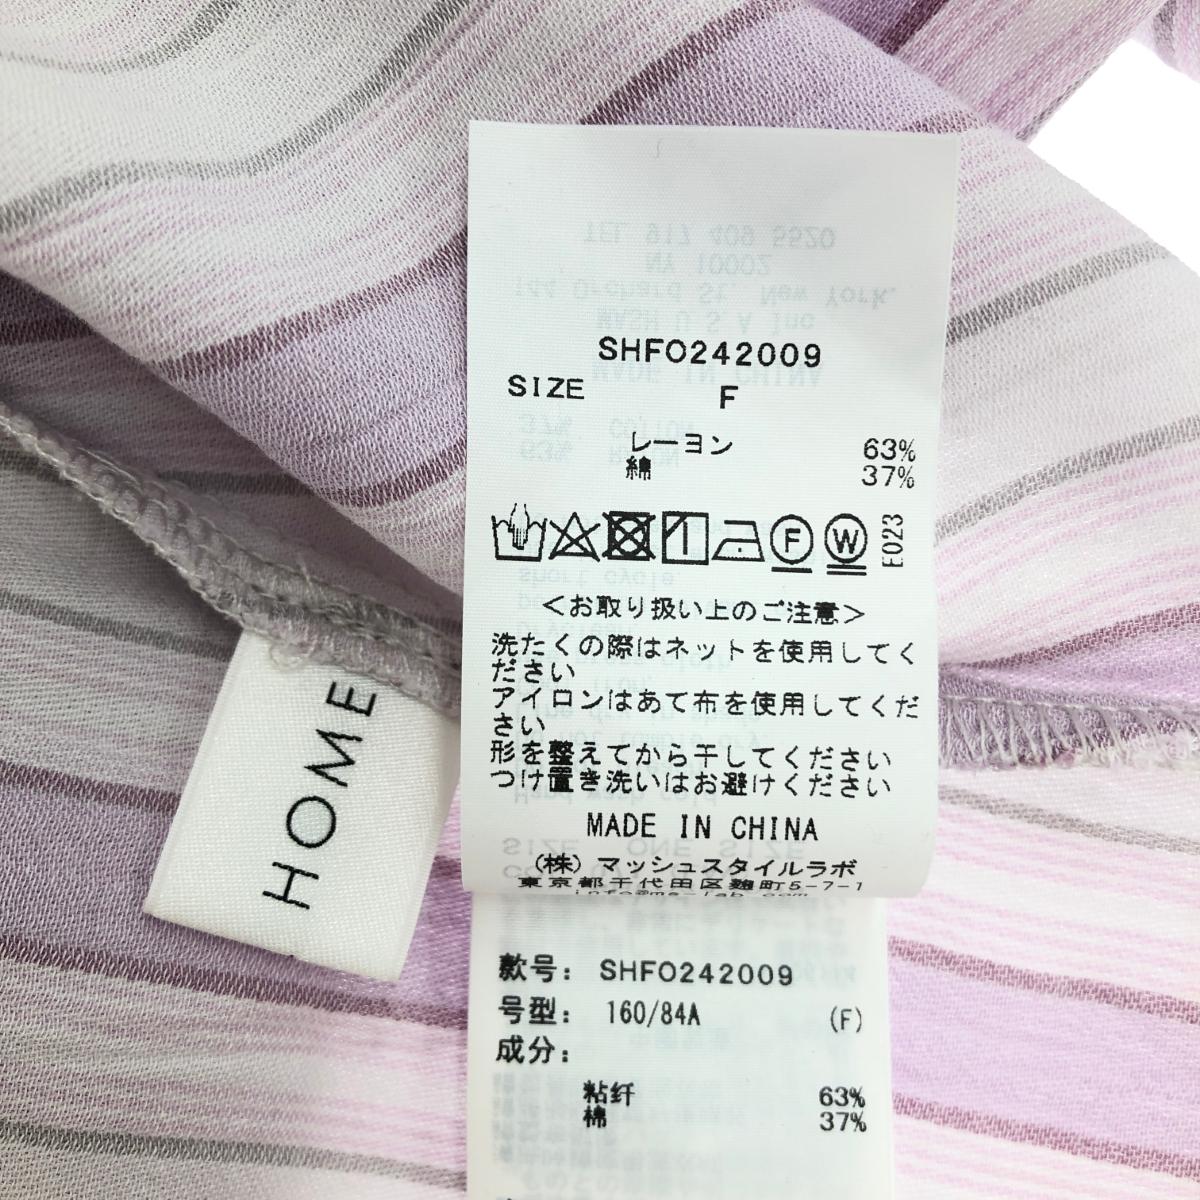 SHFO242009
SIZE F
レーヨン 63%
綿 37%
F W E023
＜お取り扱い上のご注意＞
洗たくの際はネットを使用してく
ださい
アイロンはあて布を使用してくだ
さい
形を整えてから干してください
つけ置き洗いはお避けください
MADE IN CHINA
(株)マッシュスタイルラボ
東京都千代田区麹町5-7-1
info@ms-lab.com
HOME
款号: SHFO242009
号型: 160/84A (F)
成分:
粘纤 63%
棉 37%